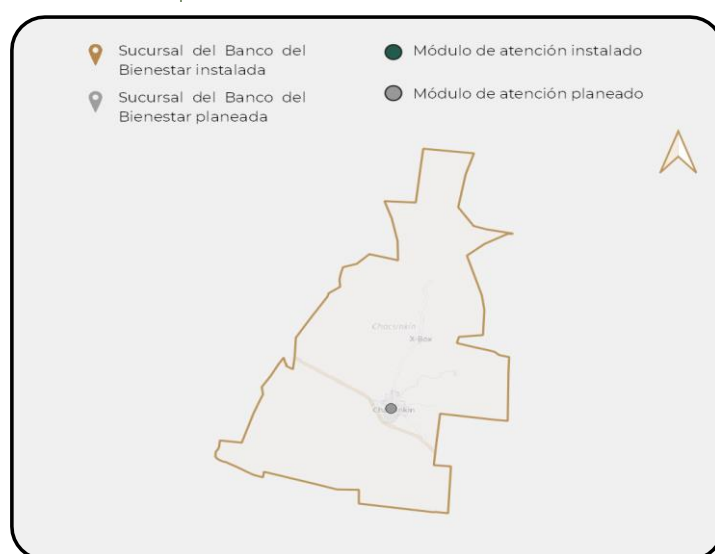 Sucursal del Banco del
Bienestar instalada
Módulo de atención instalado
Sucursal del Banco del
Bienestar planeada
Módulo de atención planeado
Chacsinkín
X-Box